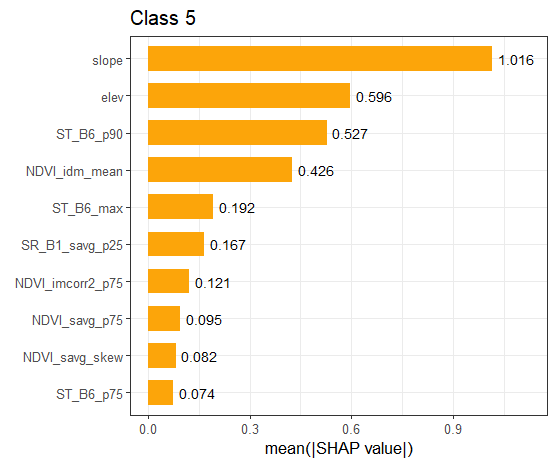 Class 5
slope 1.016
elev 0.596
ST_B6_p90 0.527
NDVI_idm_mean 0.426
ST_B6_max 0.192
SR_B1_savg_p25 0.167
NDVI_imcorr2_p75 0.121
NDVI_savg_p75 0.095
NDVI_savg_skew 0.082
ST_B6_p75 0.074
0.0 0.3 0.6 0.9
mean(|SHAP value|)